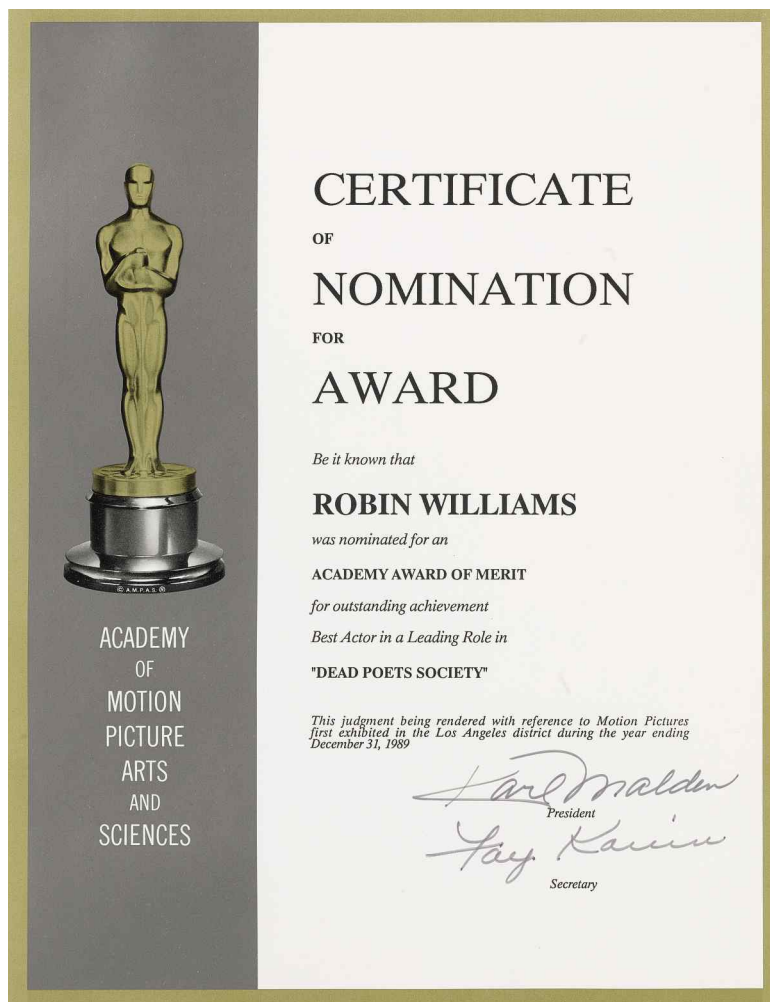 CERTIFICATE
OF
NOMINATION
FOR
AWARD
Be it known that
ROBIN WILLIAMS
was nominated for an
ACADEMY AWARD OF MERIT
for outstanding achievement
Best Actor in a Leading Role in
"DEAD POETS SOCIETY"
This judgment being rendered with reference to Motion Pictures
first exhibited in the Los Angeles district during the year ending
December 31, 1989
Karl Malden
President
Fay Kanin
Secretary
© A.M.P.A.S. ®
ACADEMY
OF
MOTION
PICTURE
ARTS
AND
SCIENCES